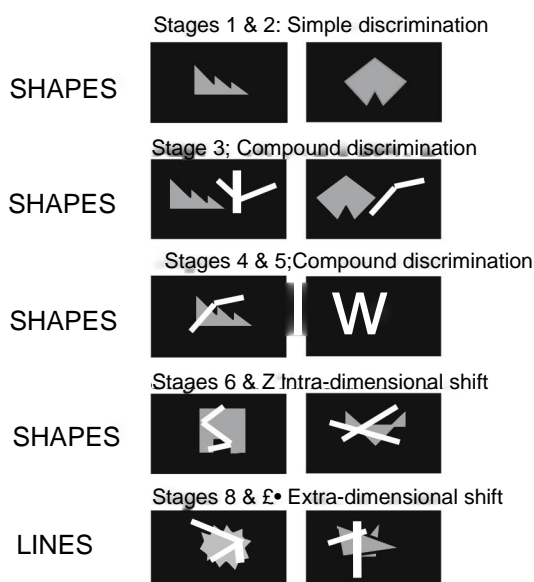 Stages 1 & 2: Simple discrimination
SHAPES
Stage 3; Compound discrimination
SHAPES
Stages 4 & 5;Compound discrimination
SHAPES
W
Stages 6 & Z Intra-dimensional shift
SHAPES
Stages 8 & £• Extra-dimensional shift
LINES